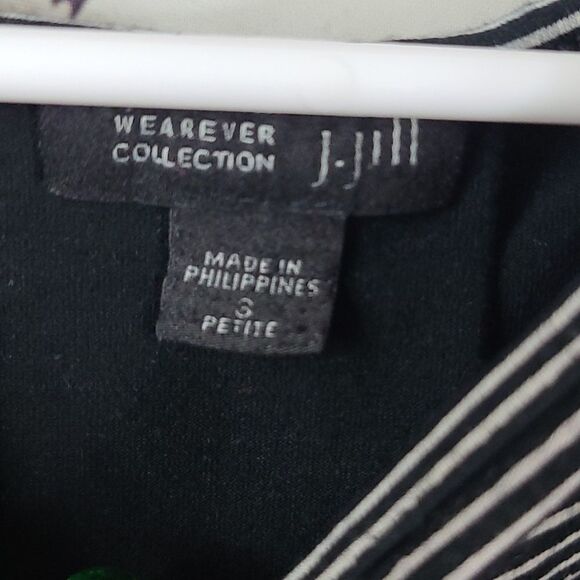 WEAREVER
COLLECTION
J.Jill
MADE IN
PHILIPPINES
S
PETITE